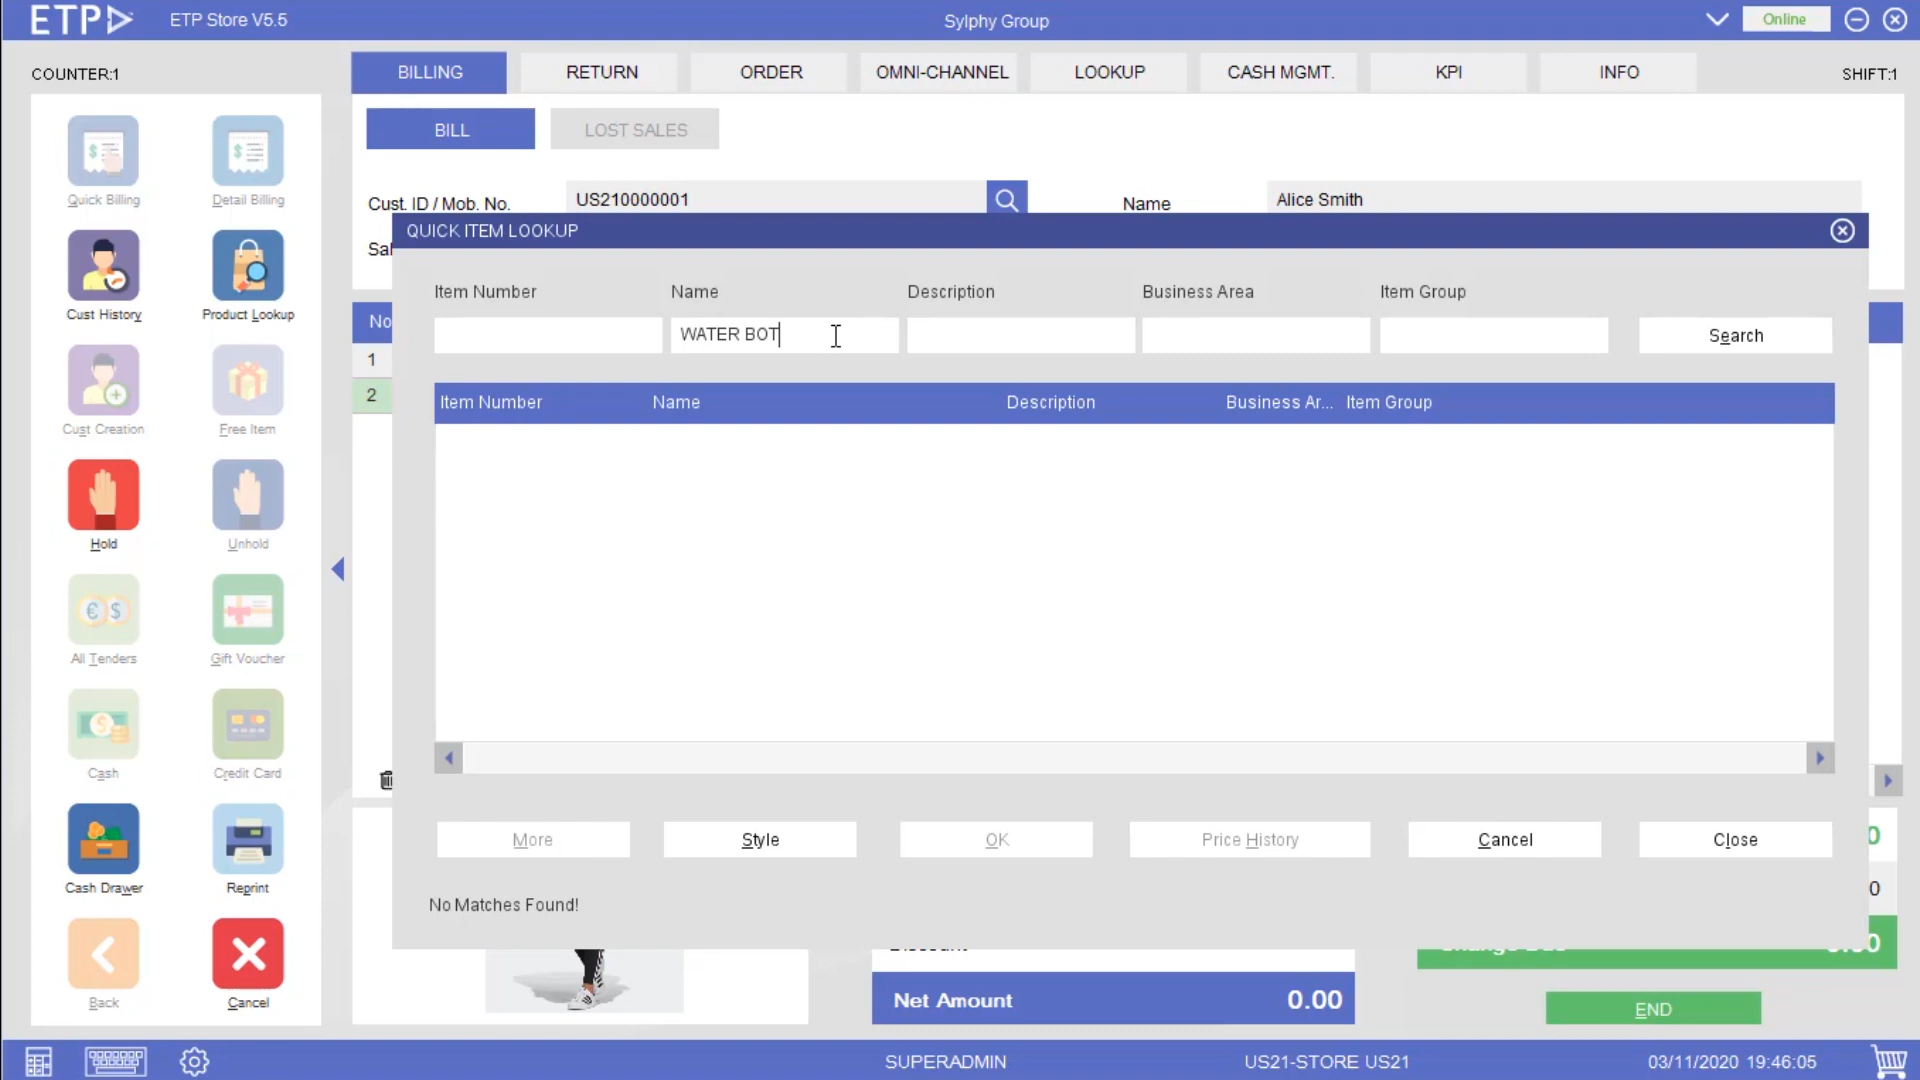 ETP
ETP Store V5.5
Sylphy Group
Online
COUNTER:1
BILLING
RETURN
ORDER
OMNI-CHANNEL
LOOKUP
CASH MGMT.
KPI
INFO
SHIFT:1
BILL
LOST SALES
Quick Billing
Detail Billing
Cust. ID / Mob. No.
US210000001
Name
Alice Smith
QUICK ITEM LOOKUP
Sal
Cust History
Product Lookup
Item Number
Name
Description
Business Area
Item Group
WATER BOT
Search
No
1
2
Item Number
Name
Description
Business Ar...
Item Group
Cust Creation
Free Item
Hold
Unhold
All Tenders
Gift Voucher
Cash
Credit Card
More
Style
OK
Price History
Cancel
Close
0
0
Cash Drawer
Reprint
No Matches Found!
Back
Cancel
Net Amount
0.00
END
SUPERADMIN
US21-STORE US21
03/11/2020 19:46:05